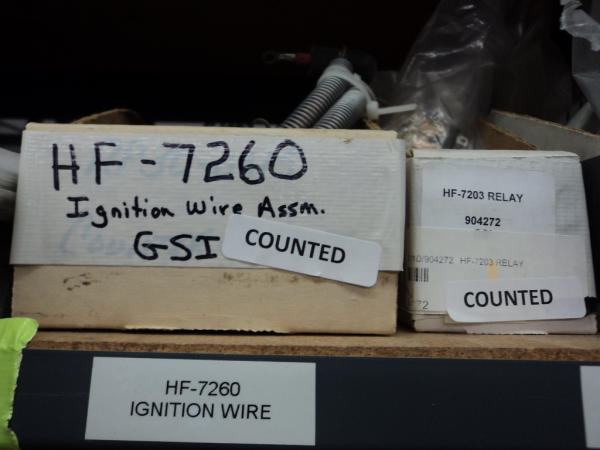 HF-7260
Ignition Wire Assm.
GSI
COUNTED
HF-7203 RELAY
904272
/904272 HF-7203 RELAY
COUNTED
HF-7260
IGNITION WIRE